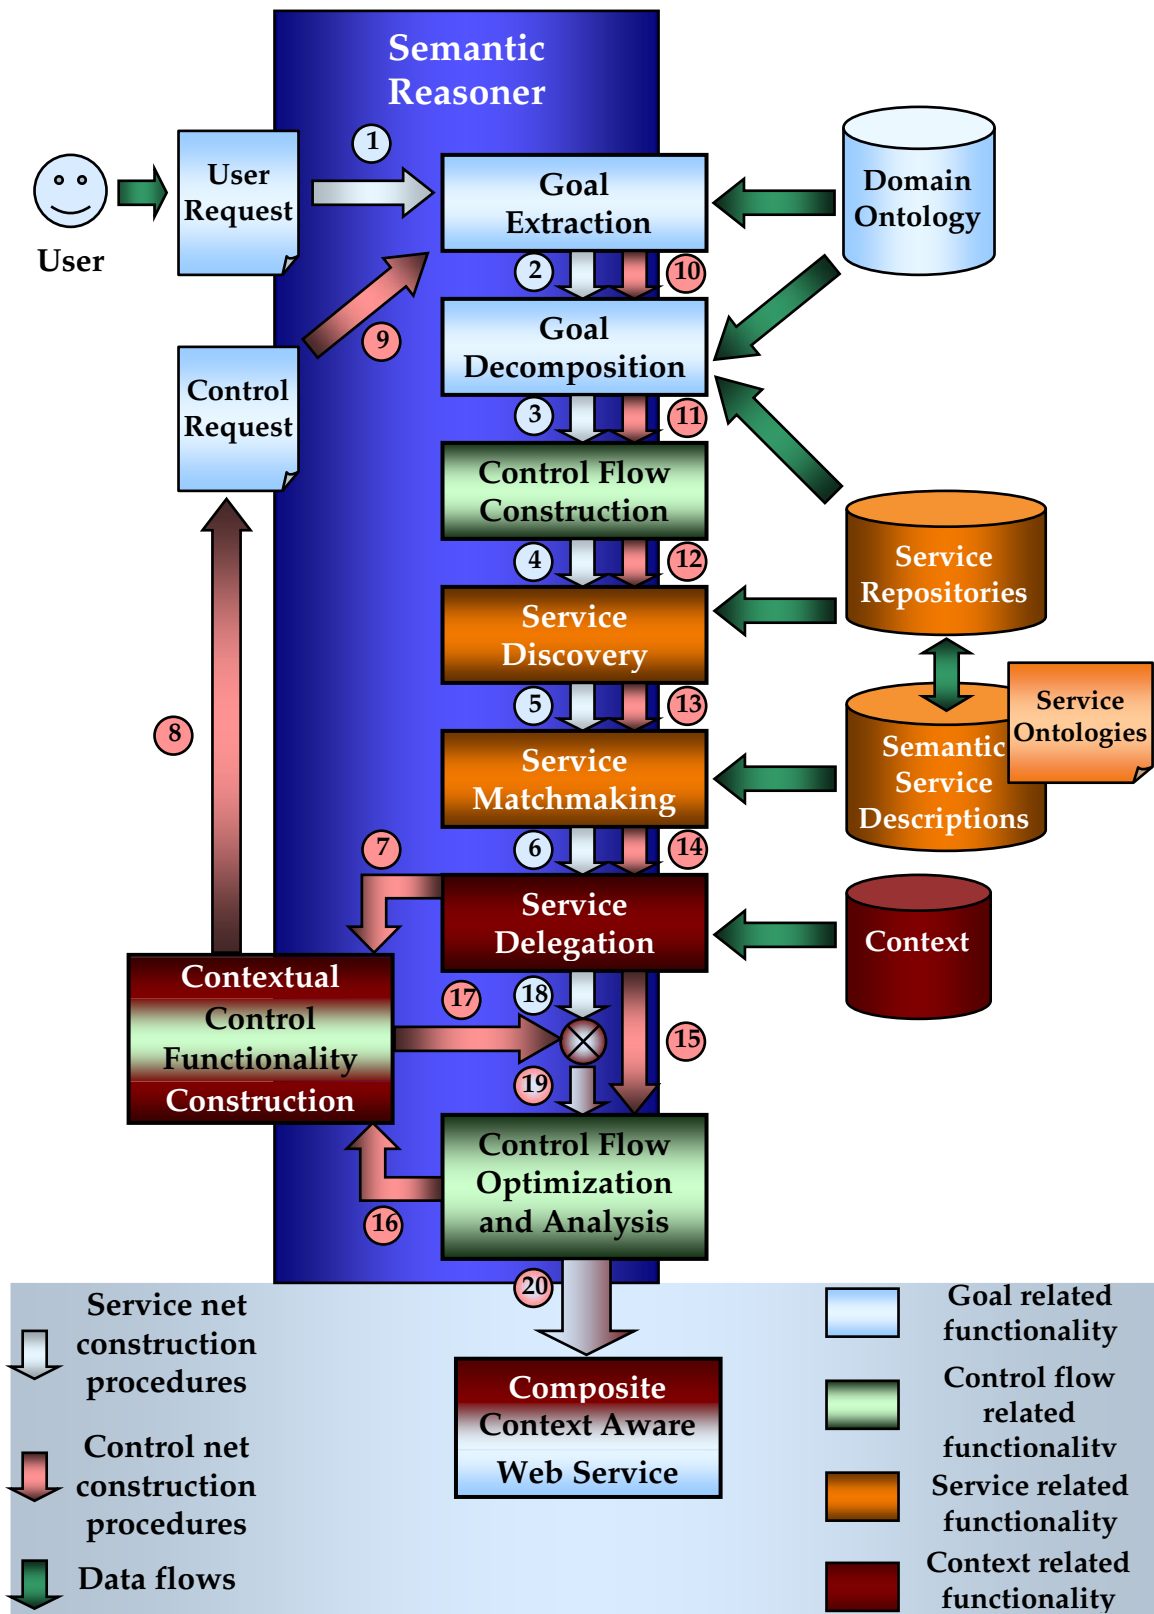 Semantic
Reasoner
1
User
Request
User
Goal
Extraction
Domain
Ontology
2
10
9
Goal
Decomposition
Control
Request
3
11
Control Flow
Construction
4
12
Service
Repositories
Service
Discovery
5
13
8
Service
Ontologies
Semantic
Service
Descriptions
Service
Matchmaking
7
6
14
Service
Delegation
Context
Contextual
Control
Functionality
Construction
17
18
15
19
Control Flow
Optimization
and Analysis
16
20
Service net
construction
procedures
Control net
construction
procedures
Data flows
Composite
Context Aware
Web Service
Goal related
functionality
Control flow
related
functionality
Service related
functionality
Context related
functionality